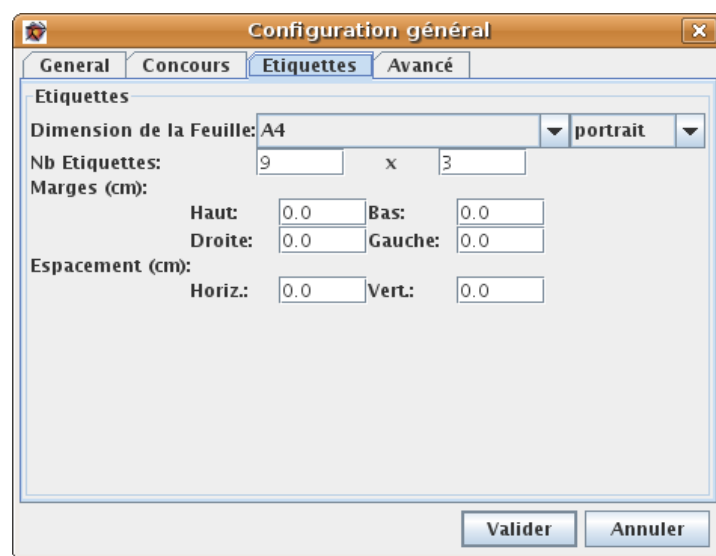 Configuration général
General Concours Etiquettes Avancé
Etiquettes
Dimension de la Feuille: A4 portrait
Nb Etiquettes: 9 x 3
Marges (cm):
Haut: 0.0 Bas: 0.0
Droite: 0.0 Gauche: 0.0
Espacement (cm):
Horiz.: 0.0 Vert.: 0.0
Valider Annuler